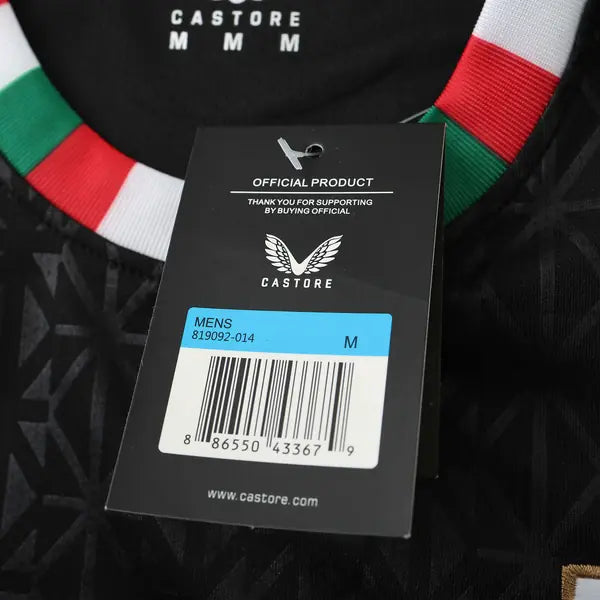 CASTORE
M M M
OFFICIAL PRODUCT
THANK YOU FOR SUPPORTING
BY BUYING OFFICIAL
CASTORE
MENS
819092-014
M
8 86550 43367 9
www.castore.com